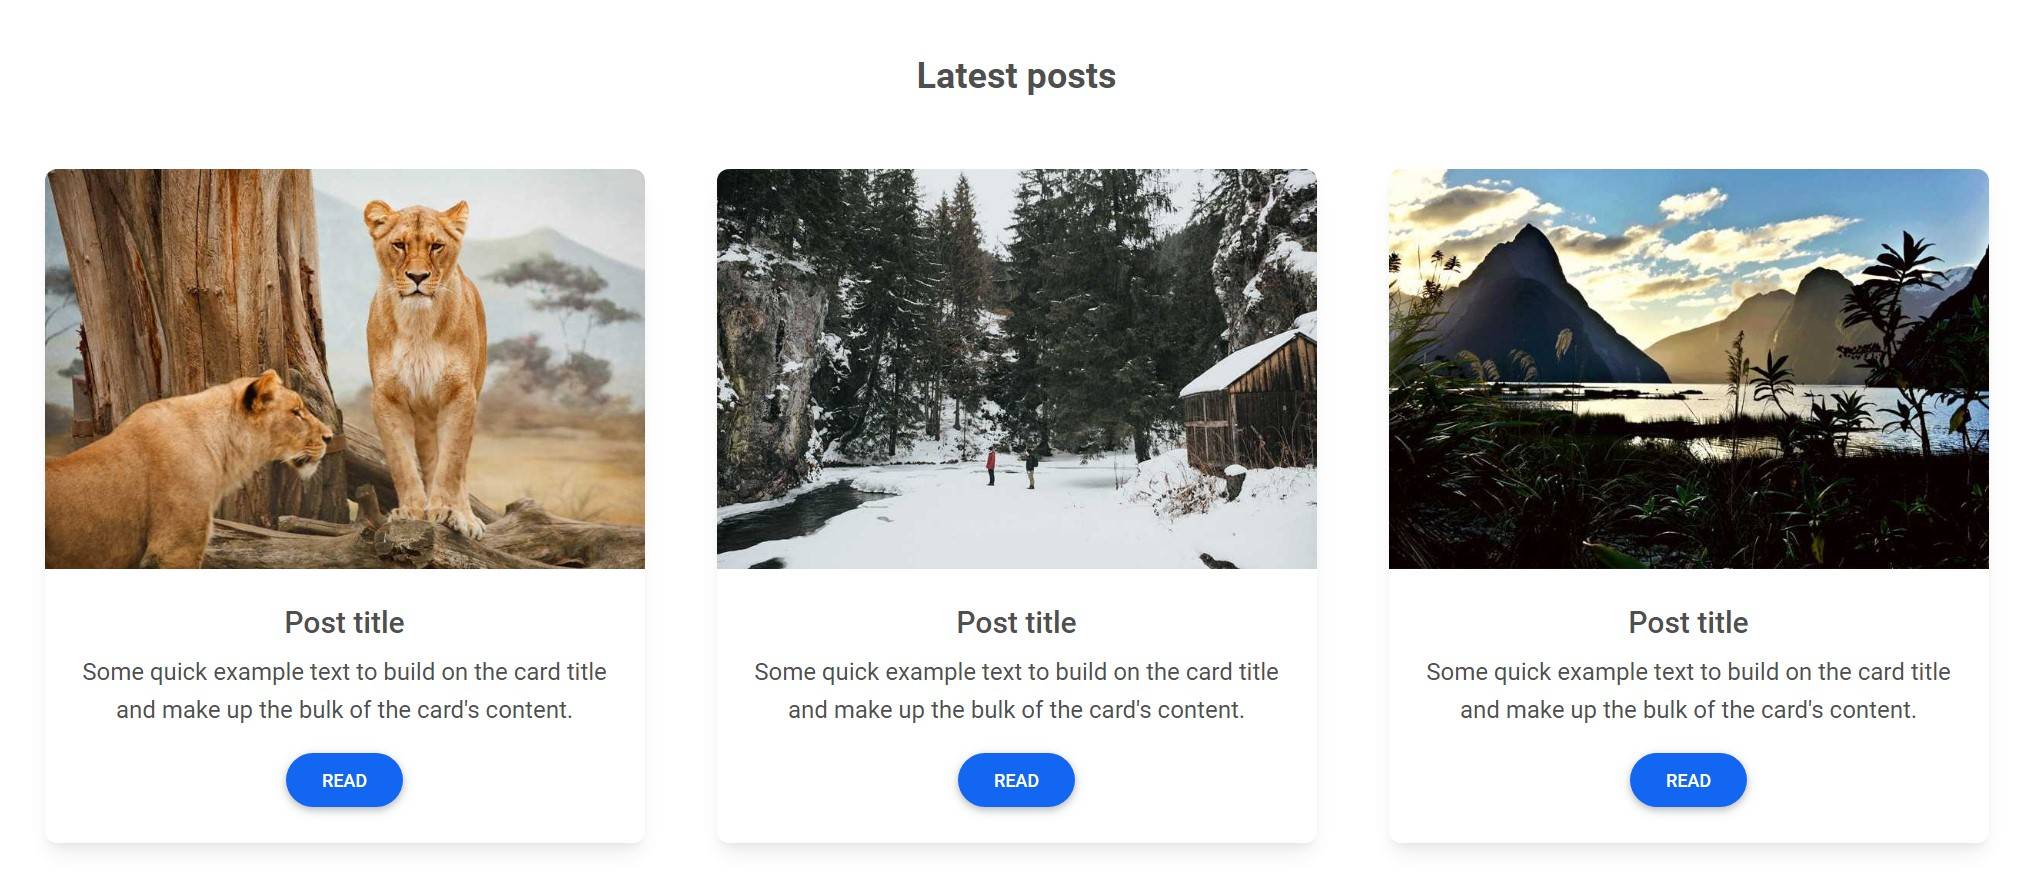 Latest posts
Post title
Some quick example text to build on the card title
and make up the bulk of the card's content.
READ
Post title
Some quick example text to build on the card title
and make up the bulk of the card's content.
READ
Post title
Some quick example text to build on the card title
and make up the bulk of the card's content.
READ